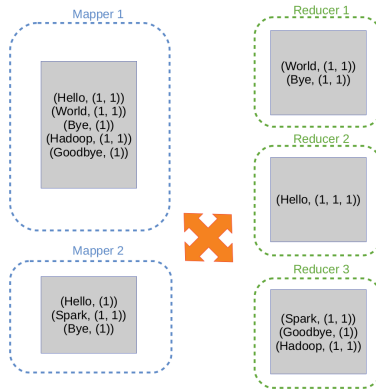 Mapper 1
(Hello, (1, 1))
(World, (1, 1))
(Bye, (1))
(Hadoop, (1, 1))
(Goodbye, (1))
Mapper 2
(Hello, (1))
(Spark, (1, 1))
(Bye, (1))
Reducer 1
(World, (1, 1))
(Bye, (1, 1))
Reducer 2
(Hello, (1, 1, 1))
Reducer 3
(Spark, (1, 1))
(Goodbye, (1))
(Hadoop, (1, 1))